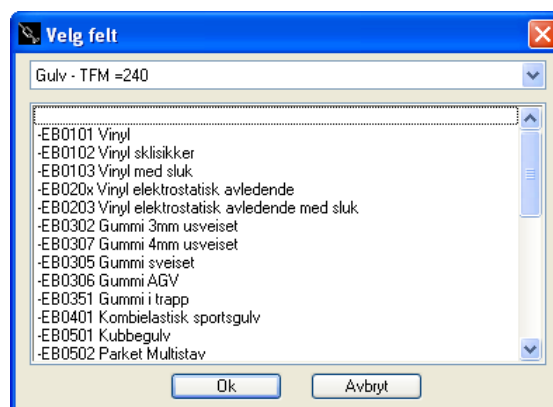 Velg felt
Gulv - TFM =240
-EB0101 Vinyl
-EB0102 Vinyl sklisikker
-EB0103 Vinyl med sluk
-EB020x Vinyl elektrostatisk avledende
-EB0203 Vinyl elektrostatisk avledende med sluk
-EB0302 Gummi 3mm usveiset
-EB0307 Gummi 4mm usveiset
-EB0305 Gummi sveiset
-EB0306 Gummi AGV
-EB0351 Gummi i trapp
-EB0401 Kombielastisk sportsgulv
-EB0501 Kubbegulv
-EB0502 Parket Multistav
Ok
Avbryt